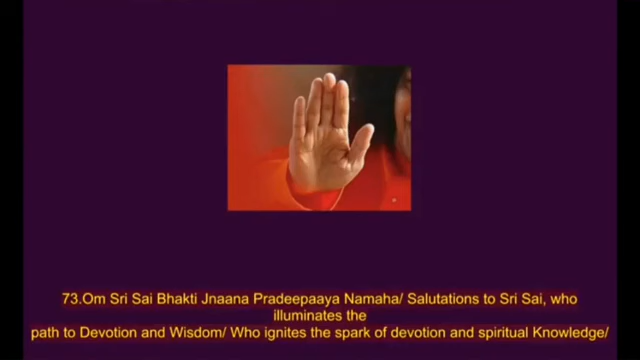 73.Om Sri Sai Bhakti Jnaana Pradeepaaya Namaha/ Salutations to Sri Sai, who
illuminates the
path to Devotion and Wisdom/ Who ignites the spark of devotion and spiritual Knowledge/